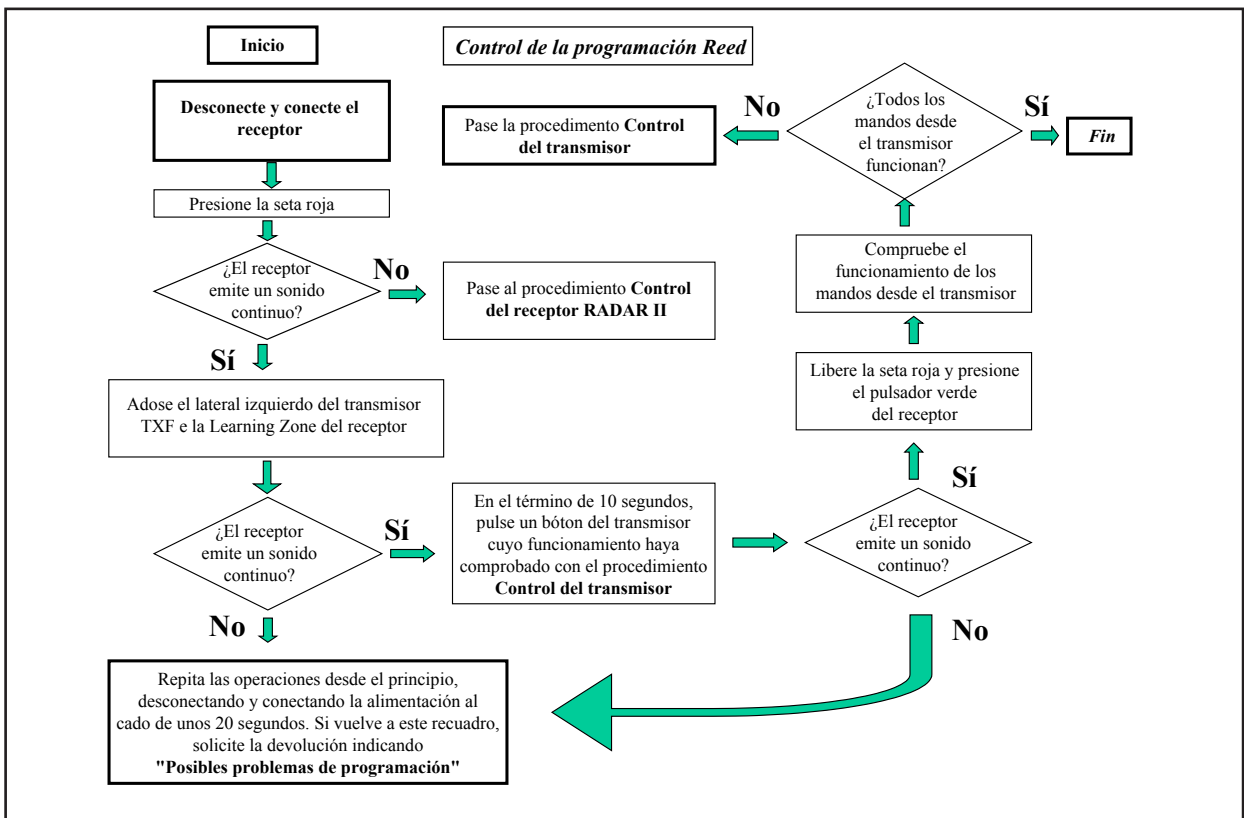 Inicio
Control de la programación Reed
Desconecte y conecte el
receptor
Presione la seta roja
¿El receptor
emite un sonido
continuo?
No
Pase al procedimiento Control
del receptor RADAR II
Sí
Adose el lateral izquierdo del transmisor
TXF e la Learning Zone del receptor
¿El receptor
emite un sonido
continuo?
Sí
En el término de 10 segundos,
pulse un bóton del transmisor
cuyo funcionamiento haya
comprobado con el procedimiento
Control del transmisor
No
Repita las operaciones desde el principio,
desconectando y conectando la alimentación al
cado de unos 20 segundos. Si vuelve a este recuadro,
solicite la devolución indicando
"Posibles problemas de programación"
¿El receptor
emite un sonido
continuo?
No
Sí
Libere la seta roja y presione
el pulsador verde
del receptor
Compruebe el
funcionamiento de los
mandos desde el transmisor
¿Todos los
mandos desde
el transmisor
funcionan?
No
Pase la procedimento Control
del transmisor
Sí
Fin